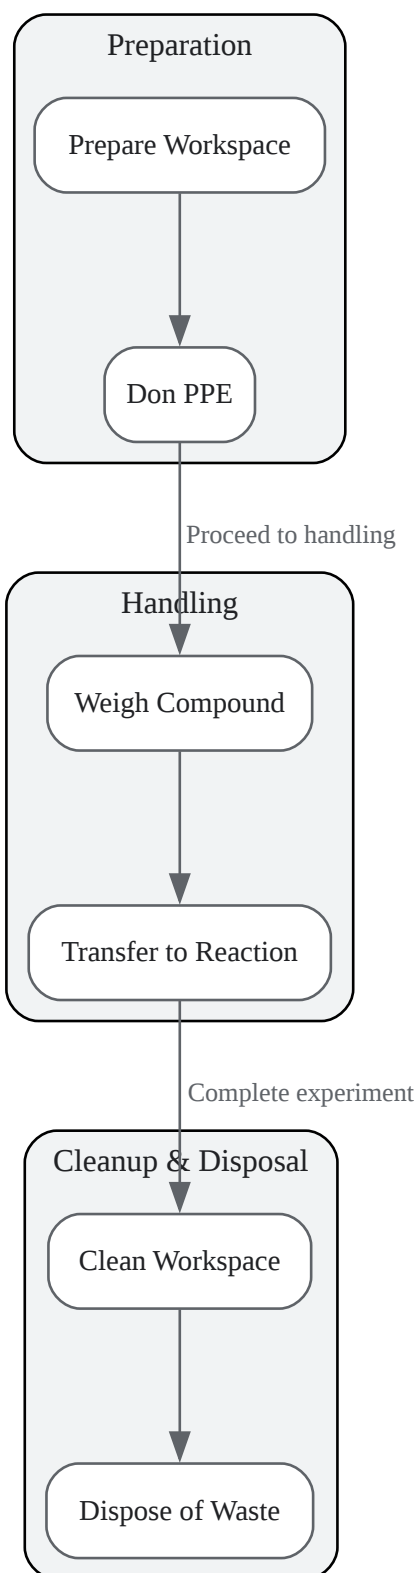 Preparation
Prepare Workspace
Don PPE
Proceed to handling
Handling
Weigh Compound
Transfer to Reaction
Complete experiment
Cleanup & Disposal
Clean Workspace
Dispose of Waste